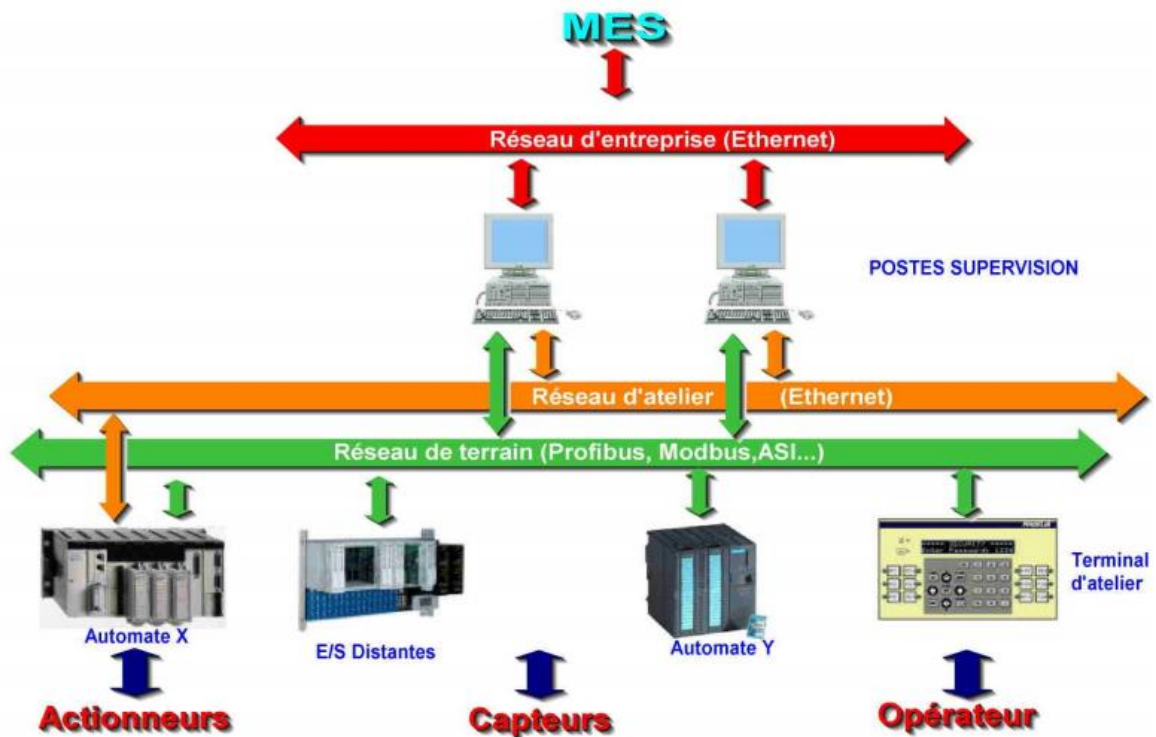 MES
Réseau d'entreprise (Ethernet)
POSTES SUPERVISION
Réseau d'atelier (Ethernet)
Réseau de terrain (Profibus, Modbus,ASI...)
Automate X
E/S Distantes
Automate Y
Terminal
d'atelier
Actionneurs
Capteurs
Opérateur